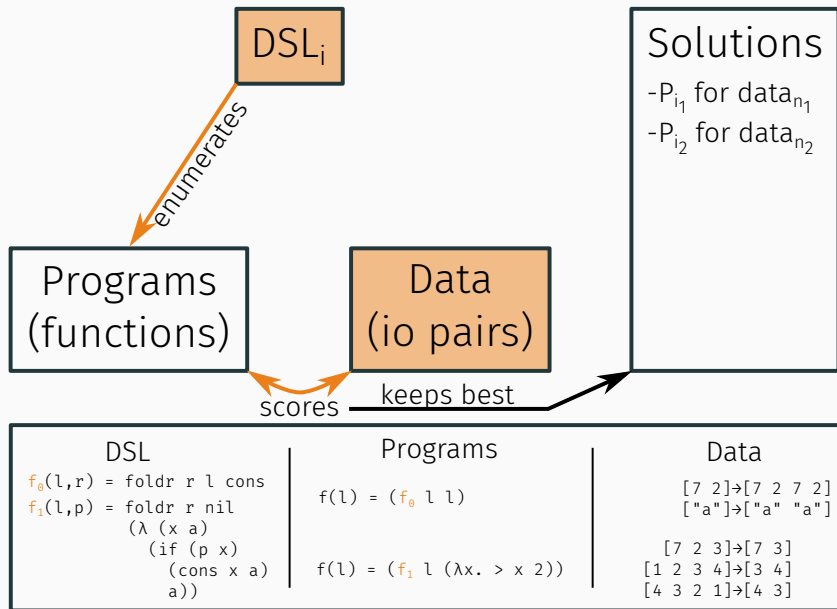 DSLᵢ
Solutions
-Pᵢ₁ for dataₙ₁
-Pᵢ₂ for dataₙ₂
enumerates
Programs
(functions)
Data
(io pairs)
scores
keeps best
DSL
f₀(l,r) = foldr r l cons
f₁(l,p) = foldr r nil
(λ (x a)
(if (p x)
(cons x a)
a))
Programs
f(l) = (f₀ l l)
f(l) = (f₁ l (λx. > x 2))
Data
[7 2]→[7 2 7 2]
["a"]→["a" "a"]
[7 2 3]→[7 3]
[1 2 3 4]→[3 4]
[4 3 2 1]→[4 3]